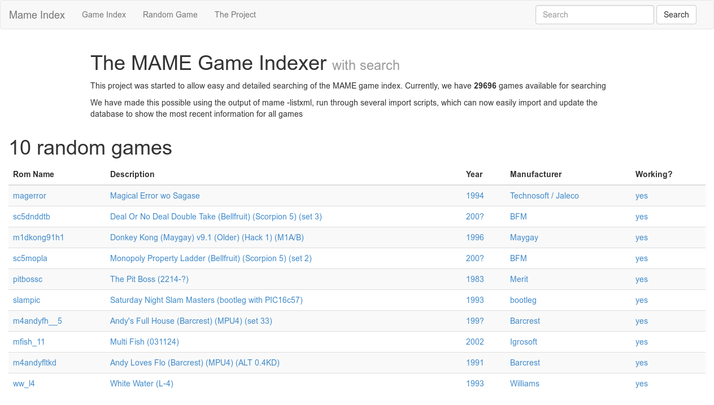 Mame Index Game Index Random Game The Project Search Search
The MAME Game Indexer with search
This project was started to allow easy and detailed searching of the MAME game index. Currently, we have 29696 games available for searching
We have made this possible using the output of mame -listxml, run through several import scripts, which can now easily import and update the
database to show the most recent information for all games
10 random games
Rom Name Description Year Manufacturer Working?
magerror Magical Error wo Sagase 1994 Technosoft / Jaleco yes
sc5dnddtb Deal Or No Deal Double Take (Bellfruit) (Scorpion 5) (set 3) 200? BFM yes
m1dkong91h1 Donkey Kong (Maygay) v9.1 (Older) (Hack 1) (M1A/B) 1996 Maygay yes
sc5mopla Monopoly Property Ladder (Bellfruit) (Scorpion 5) (set 2) 200? BFM yes
pitbossc The Pit Boss (2214-?) 1983 Merit yes
slampic Saturday Night Slam Masters (bootleg with PIC16c57) 1993 bootleg yes
m4andyfh__5 Andy's Full House (Barcrest) (MPU4) (set 33) 199? Barcrest yes
mfish_11 Multi Fish (031124) 2002 Igrosoft yes
m4andyfltkd Andy Loves Flo (Barcrest) (MPU4) (ALT 0.4KD) 1991 Barcrest yes
ww_l4 White Water (L-4) 1993 Williams yes